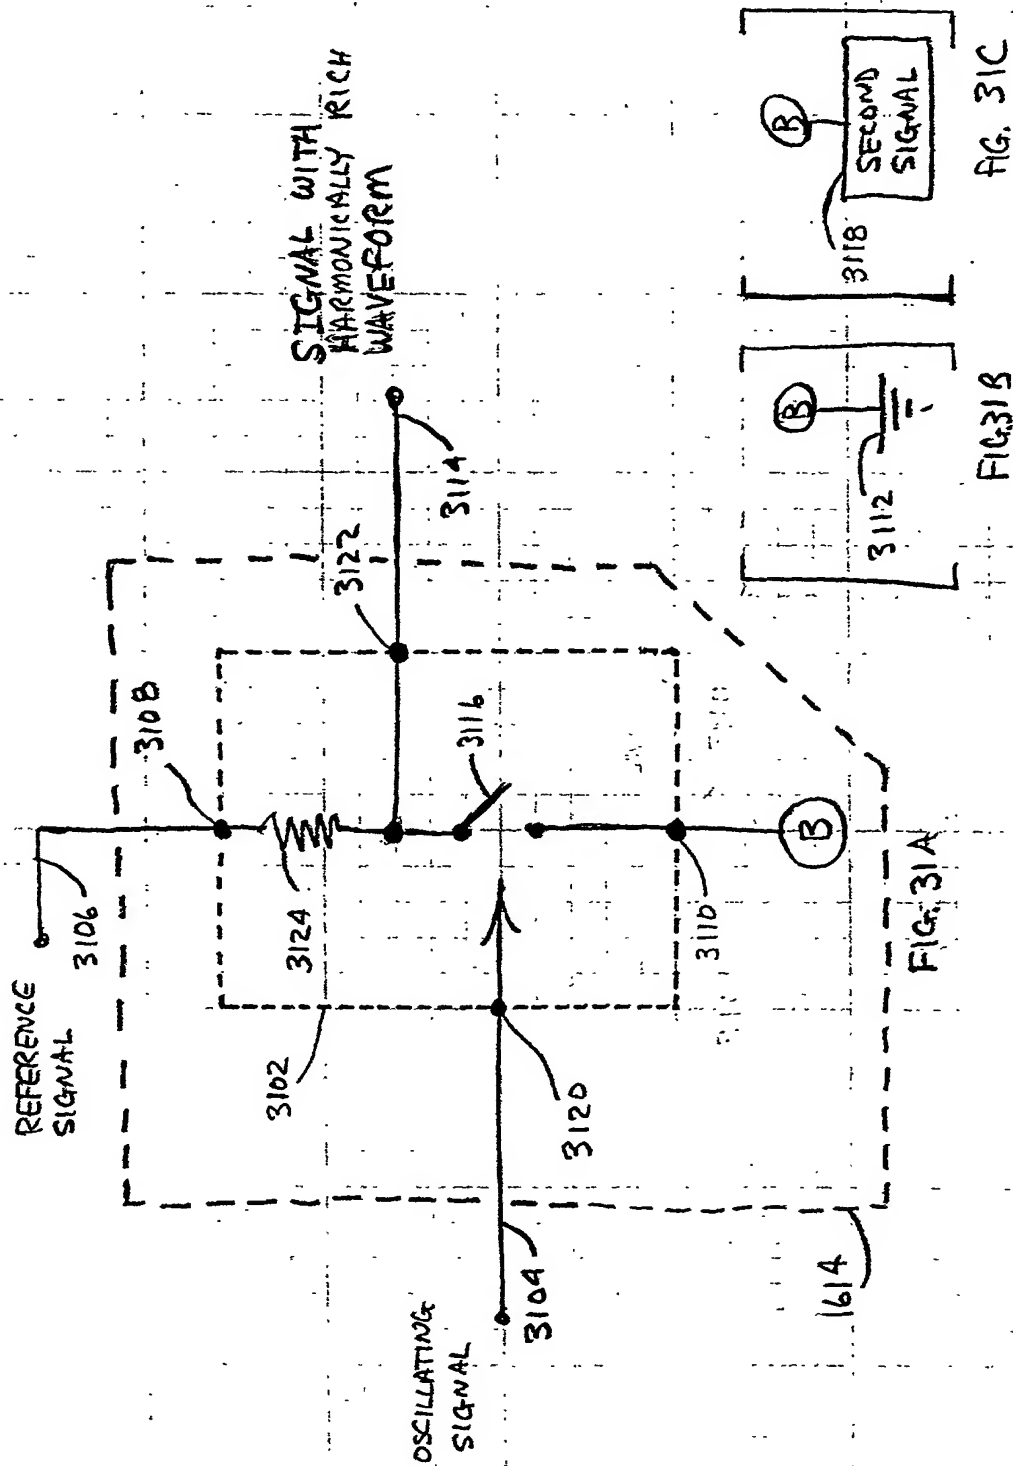 REFERENCE
SIGNAL
3106
3108
3124
3102
3122
SIGNAL WITH
HARMONICALLY RICH
WAVEFORM
3114
3116
OSCILLATING
SIGNAL
3104
3120
3110
B
1614
FIG. 31A
B
3112
FIG. 31B
B
SECOND
SIGNAL
3118
FIG. 31C